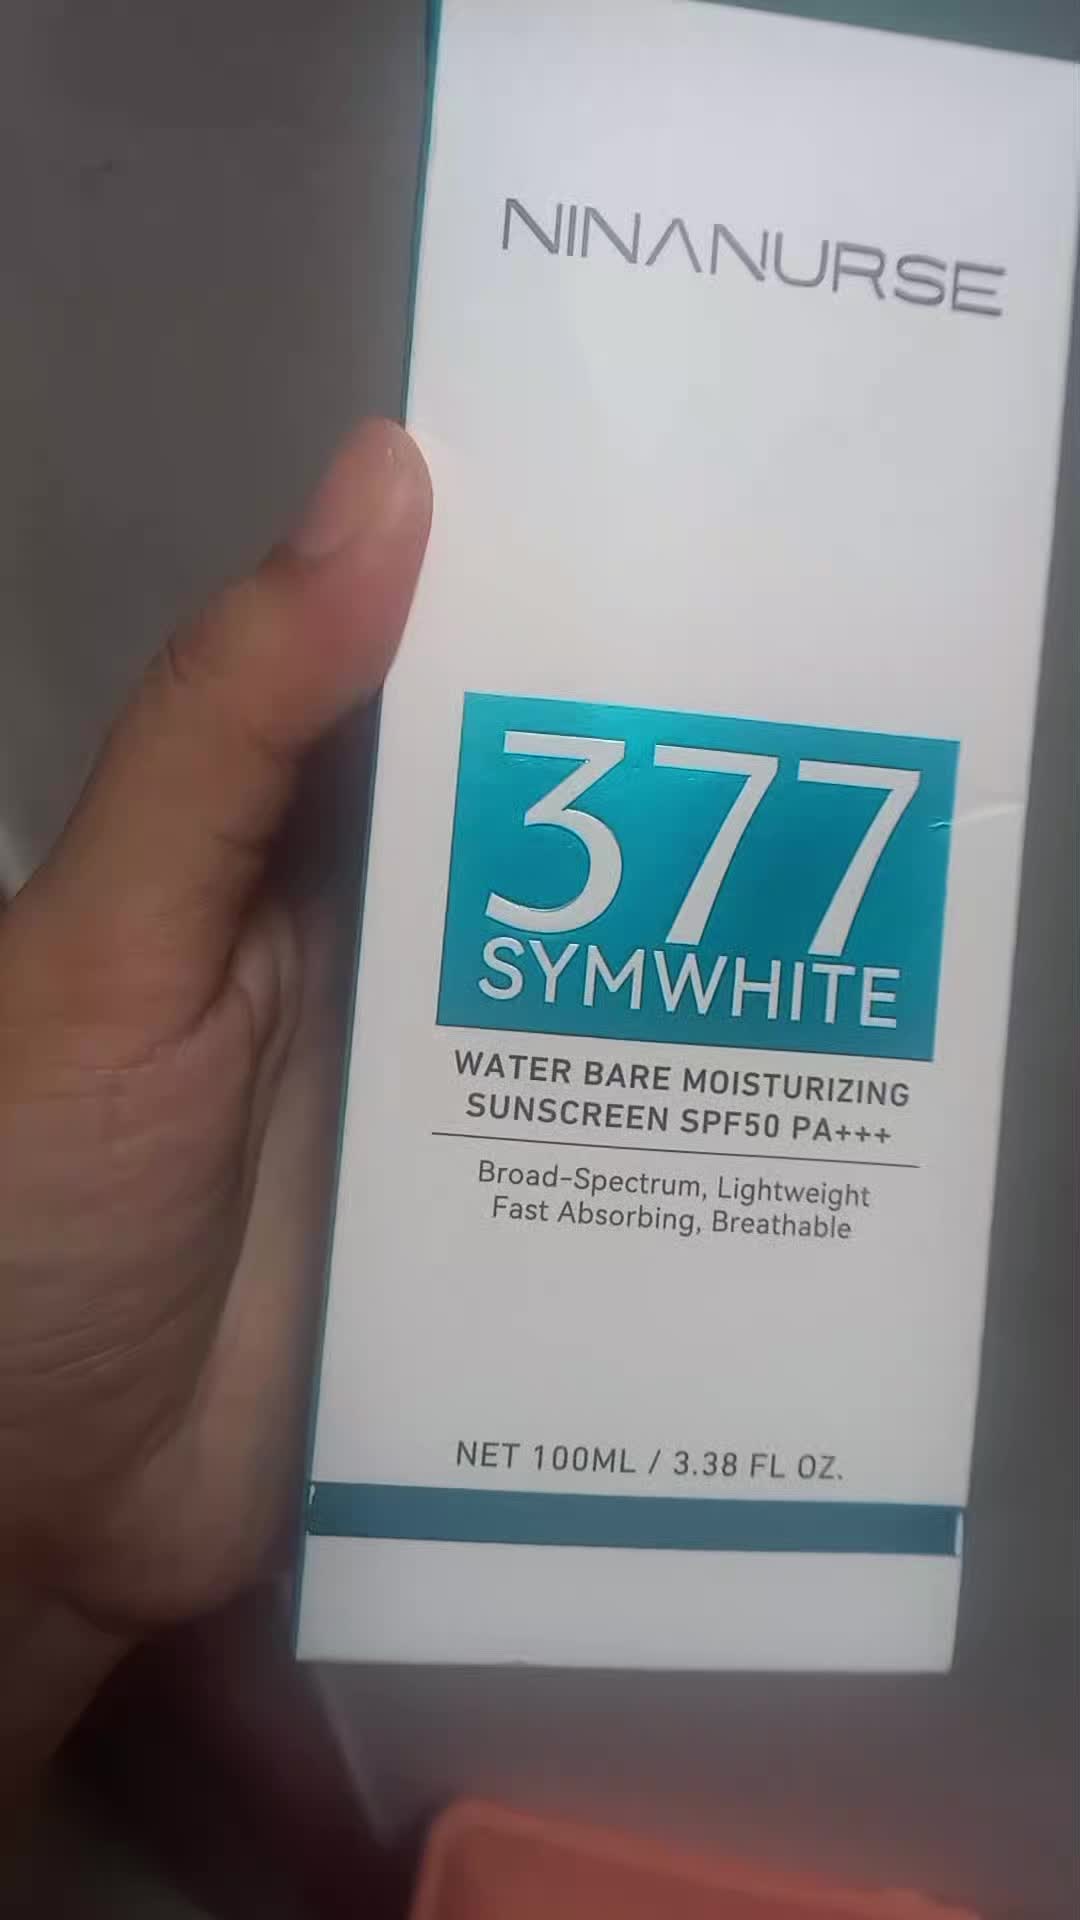 NINANURSE
377
SYMWHITE
WATER BARE MOISTURIZING
SUNSCREEN SPF50 PA+++
Broad-Spectrum, Lightweight
Fast Absorbing, Breathable
NET 100ML / 3.38 FL OZ.